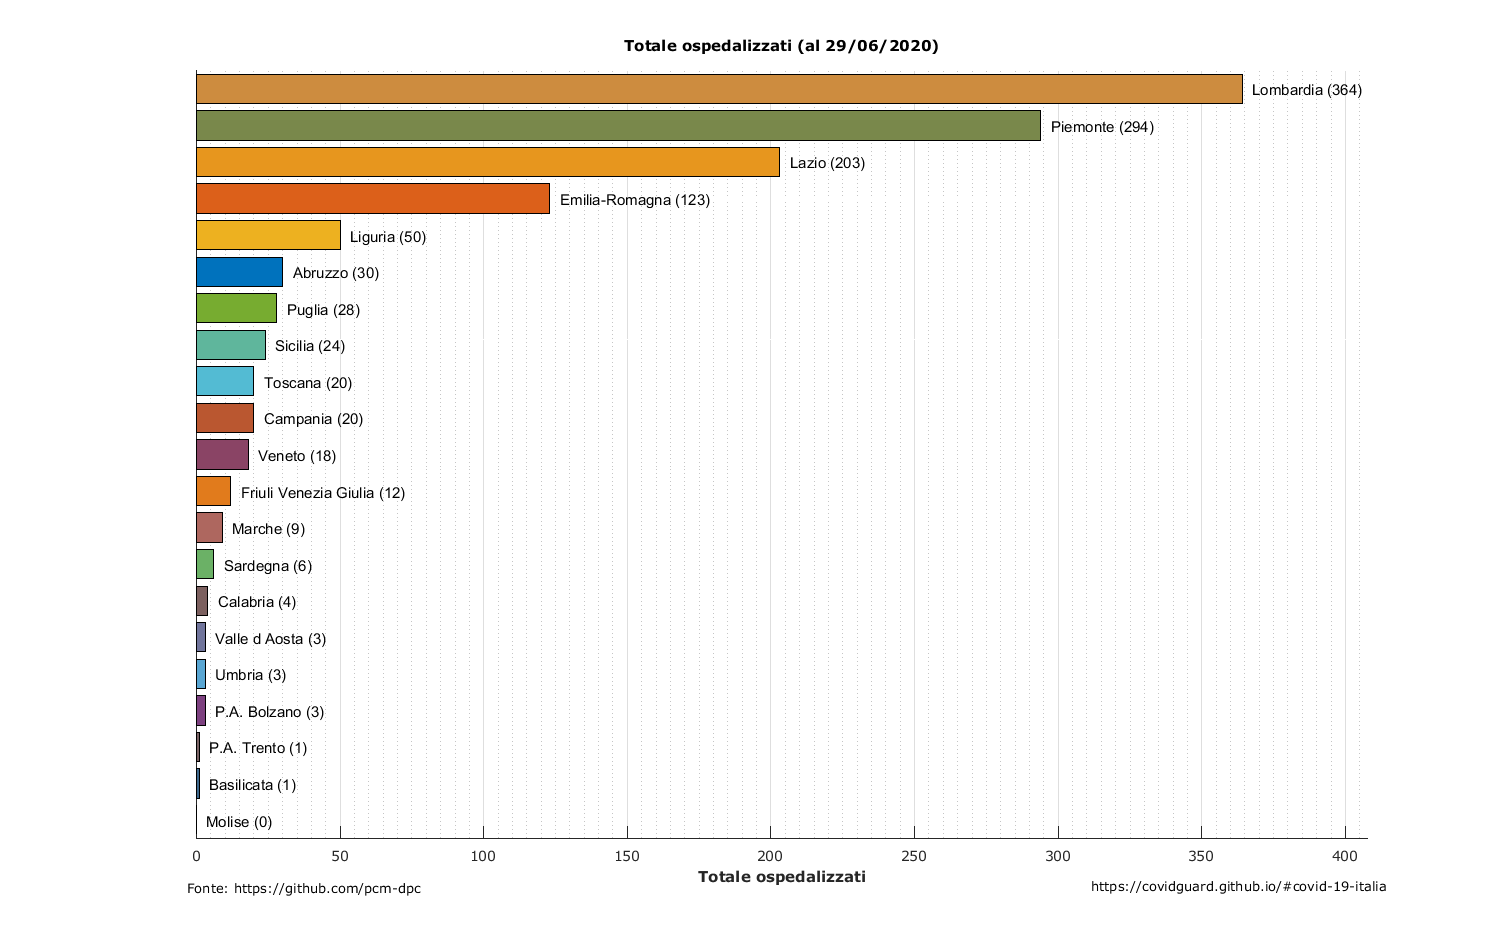 Totale ospedalizzati (al 29/06/2020)
Lombardia (364)
Piemonte (294)
Lazio (203)
Emilia-Romagna (123)
Liguria (50)
Abruzzo (30)
Puglia (28)
Sicilia (24)
Toscana (20)
Campania (20)
Veneto (18)
Friuli Venezia Giulia (12)
Marche (9)
Sardegna (6)
Calabria (4)
Valle d Aosta (3)
Umbria (3)
P.A. Bolzano (3)
P.A. Trento (1)
Basilicata (1)
Molise (0)
0 50 100 150 200 250 300 350 400
Totale ospedalizzati
Fonte: https://github.com/pcm-dpc
https://covidguard.github.io/#covid-19-italia